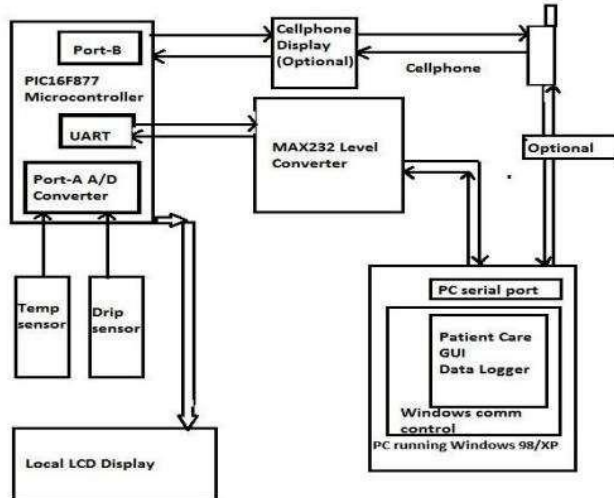 Port-B
PIC16F877
Microcontroller
UART
Port-A A/D
Converter
Temp
sensor
Drip
sensor
Local LCD Display
Cellphone
Display
(Optional)
Cellphone
MAX232 Level
Converter
Optional
PC serial port
Patient Care
GUI
Data Logger
Windows comm
control
PC running Windows 98/XP